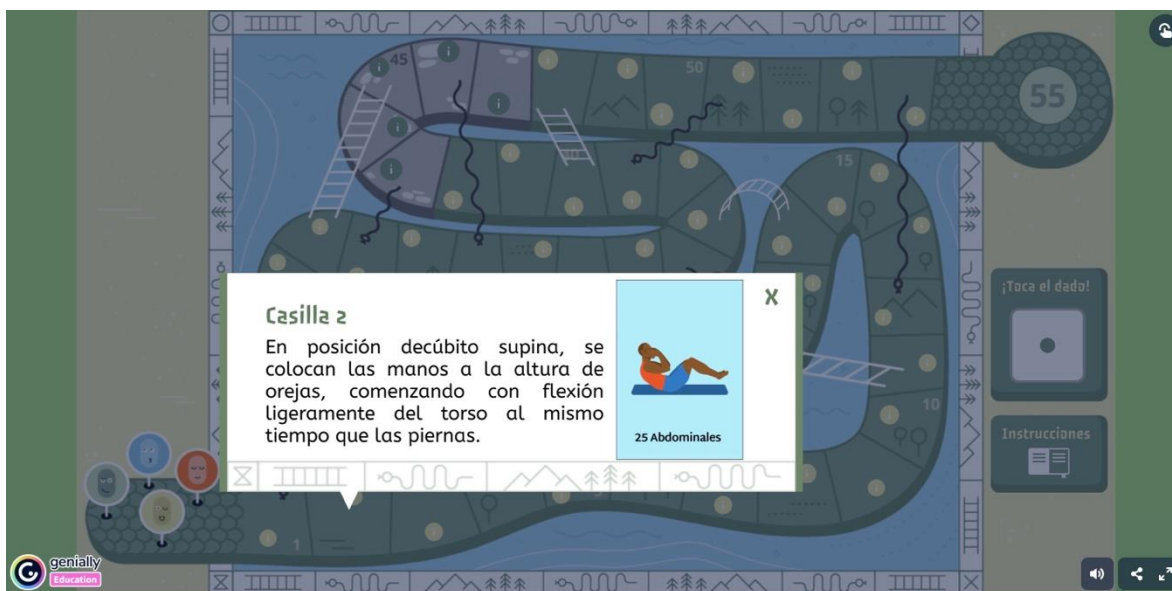 45
50
55
15
¡Toca el dado!
Casilla 2
X
En posición decúbito supina, se
colocan las manos a la altura de
orejas, comenzando con flexión
ligeramente del torso al mismo
tiempo que las piernas.
25 Abdominales
10
Instrucciones
5
1
genially
Education